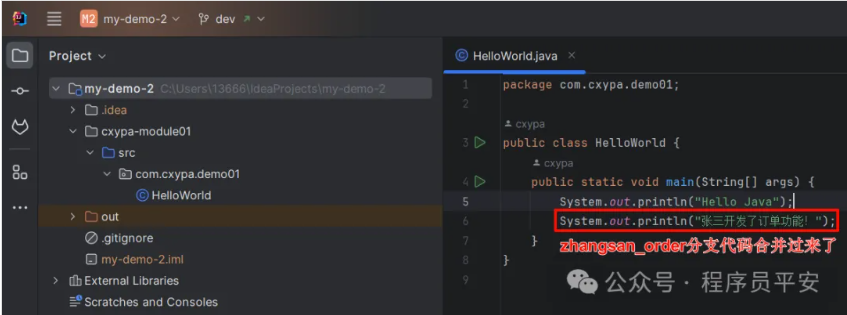 M2 my-demo-2 dev
Project
HelloWorld.java
my-demo-2 C:\Users\13666\IdeaProjects\my-demo-2
.idea
cxypa-module01
src
com.cxypa.demo01
HelloWorld
out
.gitignore
my-demo-2.iml
External Libraries
Scratches and Consoles
1 package com.cxypa.demo01;
2
cxypa
3 public class HelloWorld {
cxypa
4 public static void main(String[] args) {
5 System.out.println("Hello Java");
6 System.out.println("张三开发了订单功能！");
7 }
zhangsan_order分支代码合并过来了
8 }
9
公众号 · 程序员平安